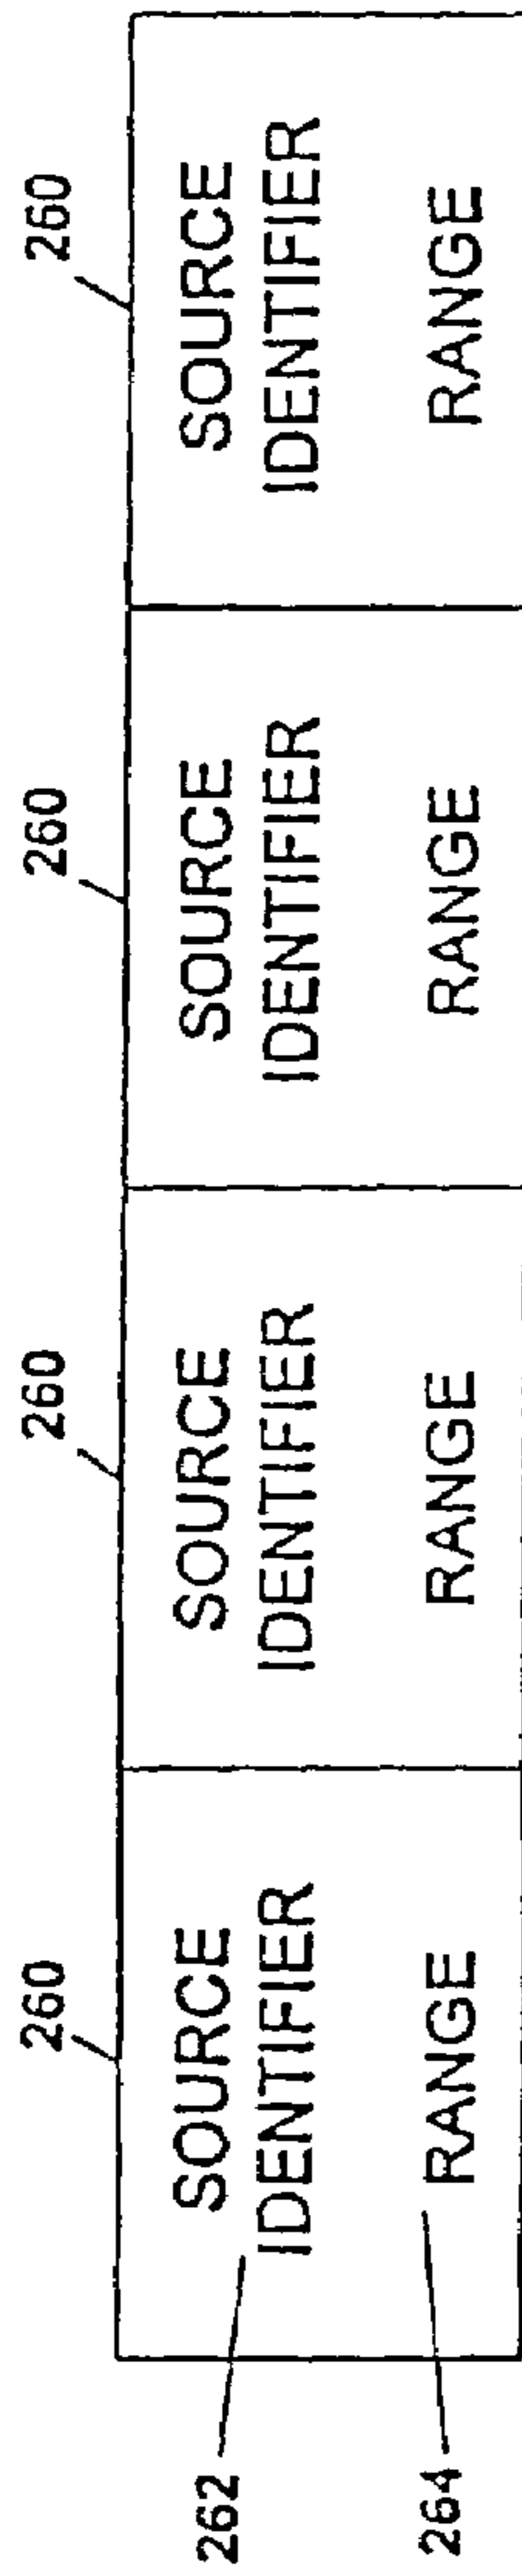 260 260 260 260
SOURCE SOURCE SOURCE SOURCE
IDENTIFIER IDENTIFIER IDENTIFIER IDENTIFIER
262
RANGE RANGE RANGE RANGE
264